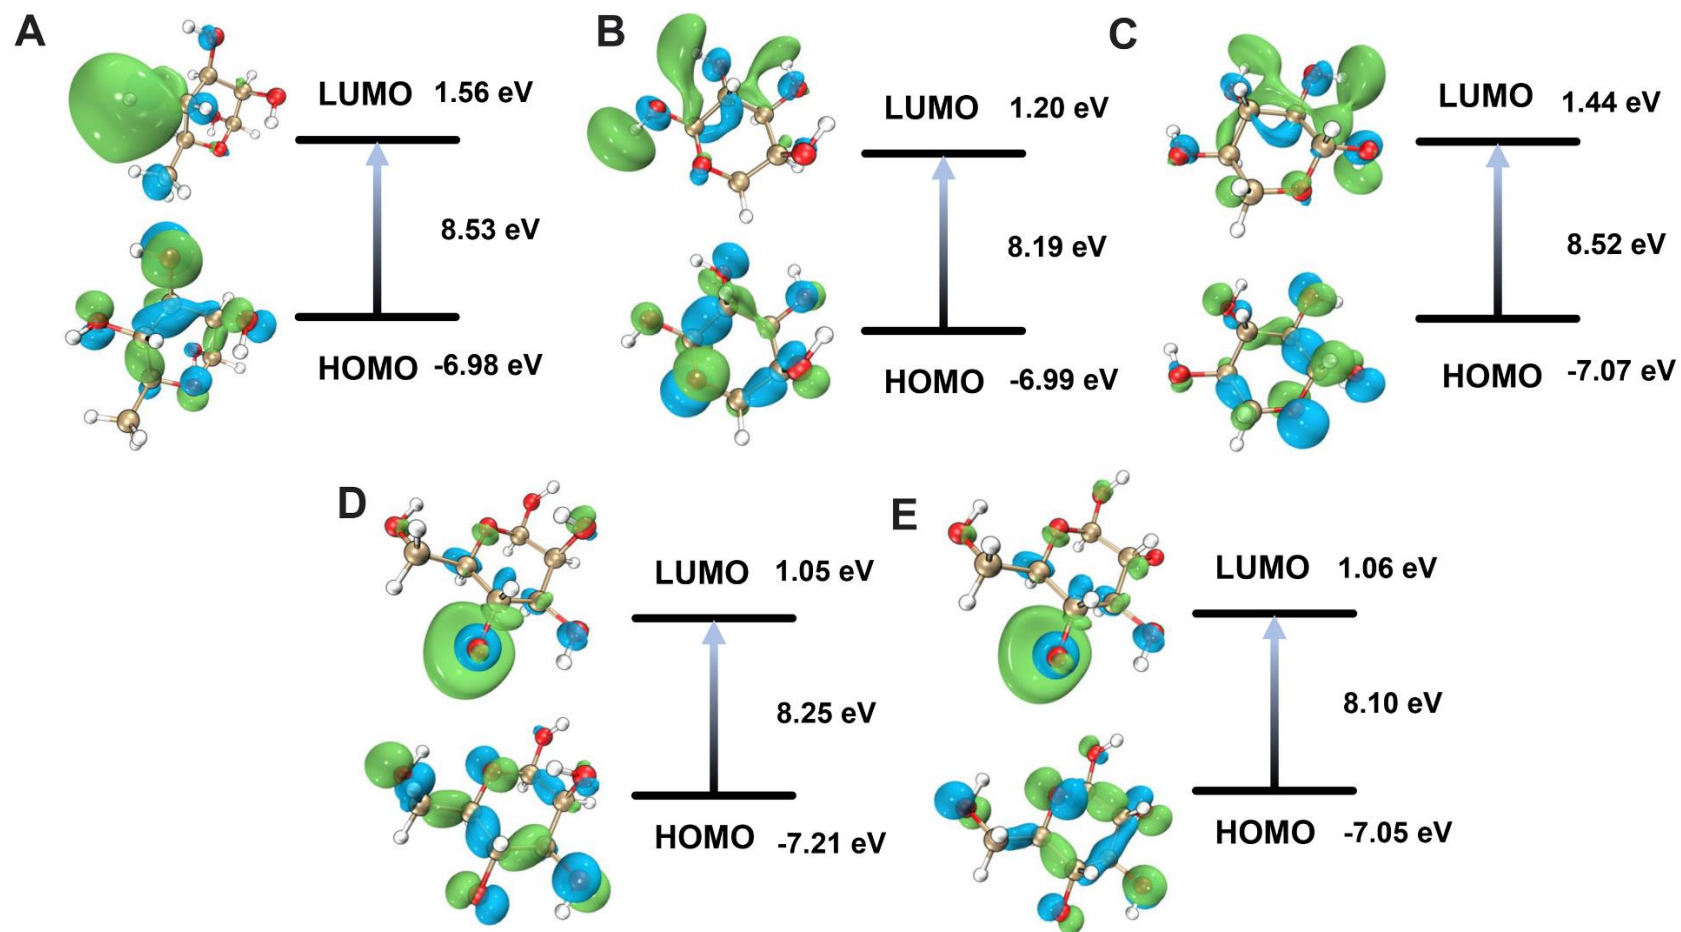 A
LUMO 1.56 eV
8.53 eV
HOMO -6.98 eV
B
LUMO 1.20 eV
8.19 eV
HOMO -6.99 eV
C
LUMO 1.44 eV
8.52 eV
HOMO -7.07 eV
D
LUMO 1.05 eV
8.25 eV
HOMO -7.21 eV
E
LUMO 1.06 eV
8.10 eV
HOMO -7.05 eV